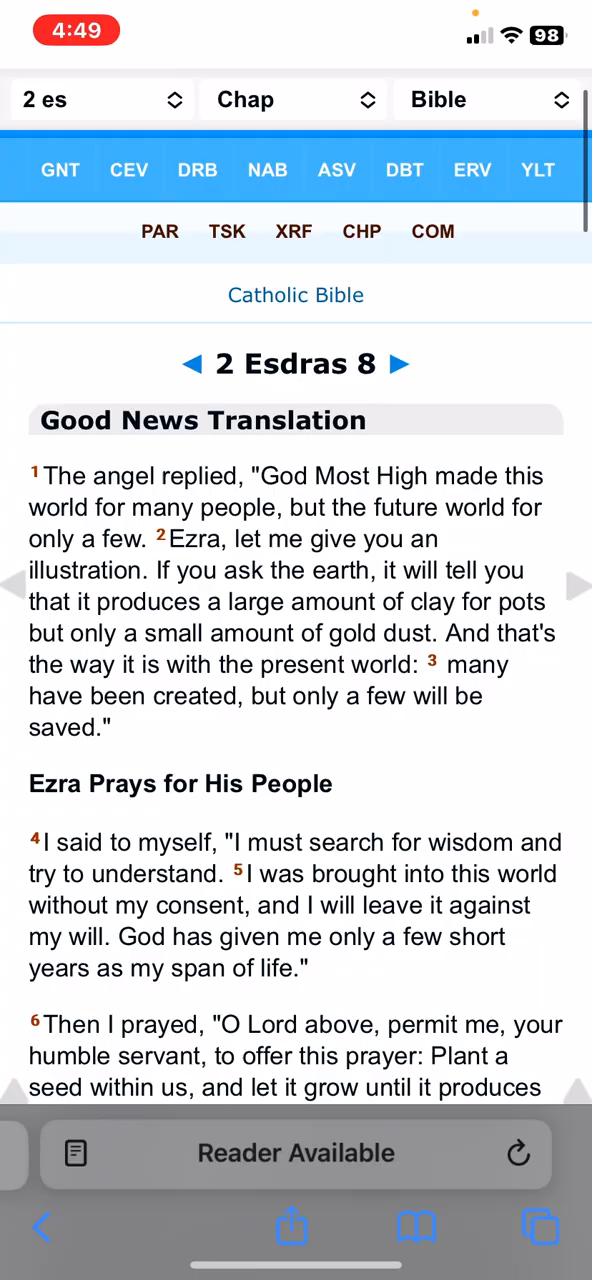 4:49
98
2 es Chap Bible
GNT CEV DRB NAB ASV DBT ERV YLT
PAR TSK XRF CHP COM
Catholic Bible
◄ 2 Esdras 8 ►
Good News Translation
1 The angel replied, "God Most High made this
world for many people, but the future world for
only a few. 2 Ezra, let me give you an
illustration. If you ask the earth, it will tell you
that it produces a large amount of clay for pots
but only a small amount of gold dust. And that's
the way it is with the present world: 3 many
have been created, but only a few will be
saved."
Ezra Prays for His People
4 I said to myself, "I must search for wisdom and
try to understand. 5 I was brought into this world
without my consent, and I will leave it against
my will. God has given me only a few short
years as my span of life."
6 Then I prayed, "O Lord above, permit me, your
humble servant, to offer this prayer: Plant a
seed within us, and let it grow until it produces
Reader Available